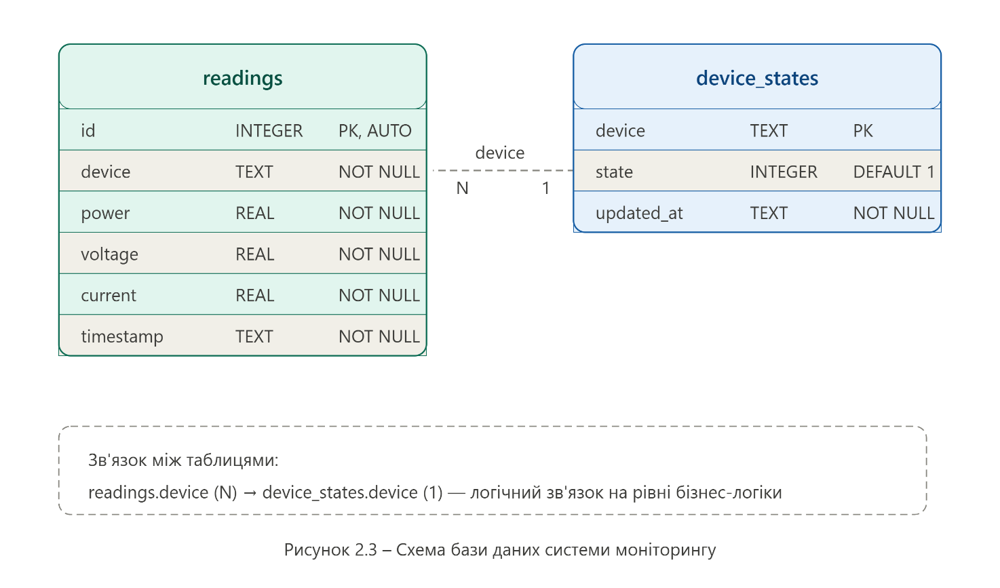 readings
id INTEGER PK, AUTO
device TEXT NOT NULL
power REAL NOT NULL
voltage REAL NOT NULL
current REAL NOT NULL
timestamp TEXT NOT NULL
device
N 1
device_states
device TEXT PK
state INTEGER DEFAULT 1
updated_at TEXT NOT NULL
Зв'язок між таблицями:
readings.device (N) → device_states.device (1) — логічний зв'язок на рівні бізнес-логіки
Рисунок 2.3 – Схема бази даних системи моніторингу